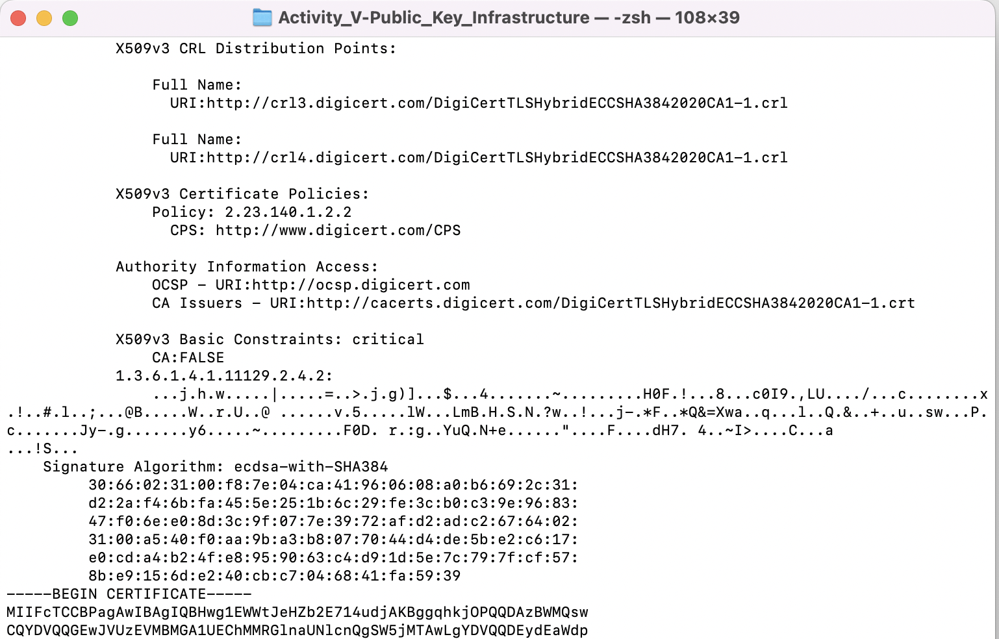 Activity_V-Public_Key_Infrastructure — -zsh — 108×39
X509v3 CRL Distribution Points:
Full Name:
URI:http://crl3.digicert.com/DigiCertTLSHybridECCSHA3842020CA1-1.crl
Full Name:
URI:http://crl4.digicert.com/DigiCertTLSHybridECCSHA3842020CA1-1.crl
X509v3 Certificate Policies:
Policy: 2.23.140.1.2.2
CPS: http://www.digicert.com/CPS
Authority Information Access:
OCSP - URI:http://ocsp.digicert.com
CA Issuers - URI:http://cacerts.digicert.com/DigiCertTLSHybridECCSHA3842020CA1-1.crt
X509v3 Basic Constraints: critical
CA:FALSE
1.3.6.1.4.1.11129.2.4.2:
...j.h.w.....|.....=..>.j.g)]...$...4.......~.........H0F.!...8...c0I9.,LU..../...c........x
.!..#.l..;...@B.....W..r.U..@ ......v.5.....lW...LmB.H.S.N.?w..!...j-.*F..*Q&=Xwa..q...l..Q.&..+..u..sw...P.
c.......Jy-.g.......y6.....~.........F0D. r.:g..YuQ.N+e......"....F....dH7. 4..~I>....C...a
...!S...
Signature Algorithm: ecdsa-with-SHA384
30:66:02:31:00:f8:7e:04:ca:41:96:06:08:a0:b6:69:2c:31:
d2:2a:f4:6b:fa:45:5e:25:1b:6c:29:fe:3c:b0:c3:9e:96:83:
47:f0:6e:e0:8d:3c:9f:07:7e:39:72:af:d2:ad:c2:67:64:02:
31:00:a5:40:f0:aa:9b:a3:b8:07:70:44:d4:de:5b:e2:c6:17:
e0:cd:a4:b2:4f:e8:95:90:63:c4:d9:1d:5e:7c:79:7f:cf:57:
8b:e9:15:6d:e2:40:cb:c7:04:68:41:fa:59:39
-----BEGIN CERTIFICATE-----
MIIFcTCCBPagAwIBAgIQBHwg1EWWtJeHZb2E714udjAKBggqhkjOPQQDAzBWMQsw
CQYDVQQGEwJVUzEVMBMGA1UEChMMRGlnaUNlcnQgSW5jMTAwLgYDVQQDEydEaWdp